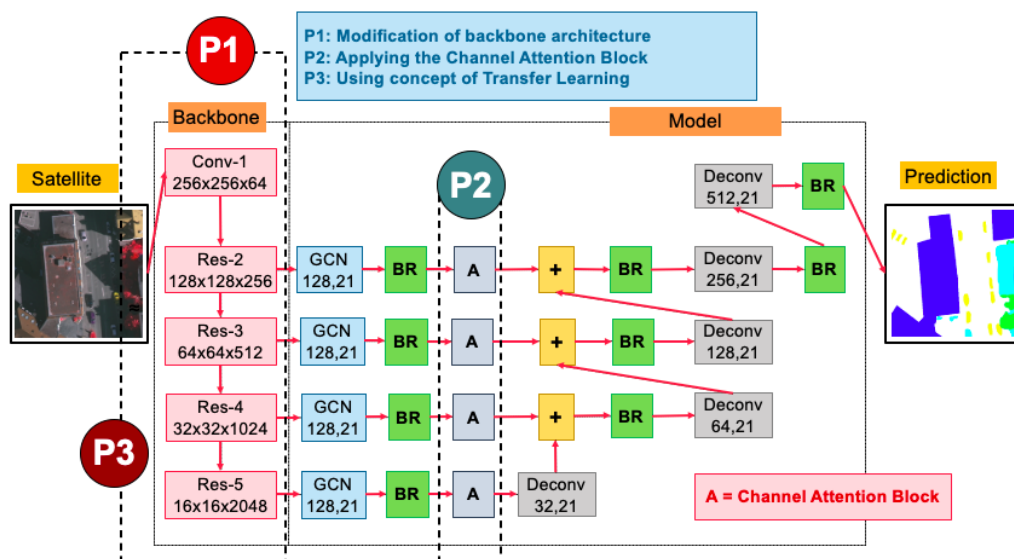 P1
P1: Modification of backbone architecture
P2: Applying the Channel Attention Block
P3: Using concept of Transfer Learning
Backbone
Model
Satellite
Conv-1
256x256x64
P2
Deconv
512,21
BR
Prediction
Res-2
128x128x256
GCN
128,21
BR
A
+
BR
Deconv
256,21
BR
Res-3
64x64x512
GCN
128,21
BR
A
+
BR
Deconv
128,21
Res-4
32x32x1024
GCN
128,21
BR
A
+
BR
Deconv
64,21
P3
Res-5
16x16x2048
GCN
128,21
BR
A
Deconv
32,21
A = Channel Attention Block